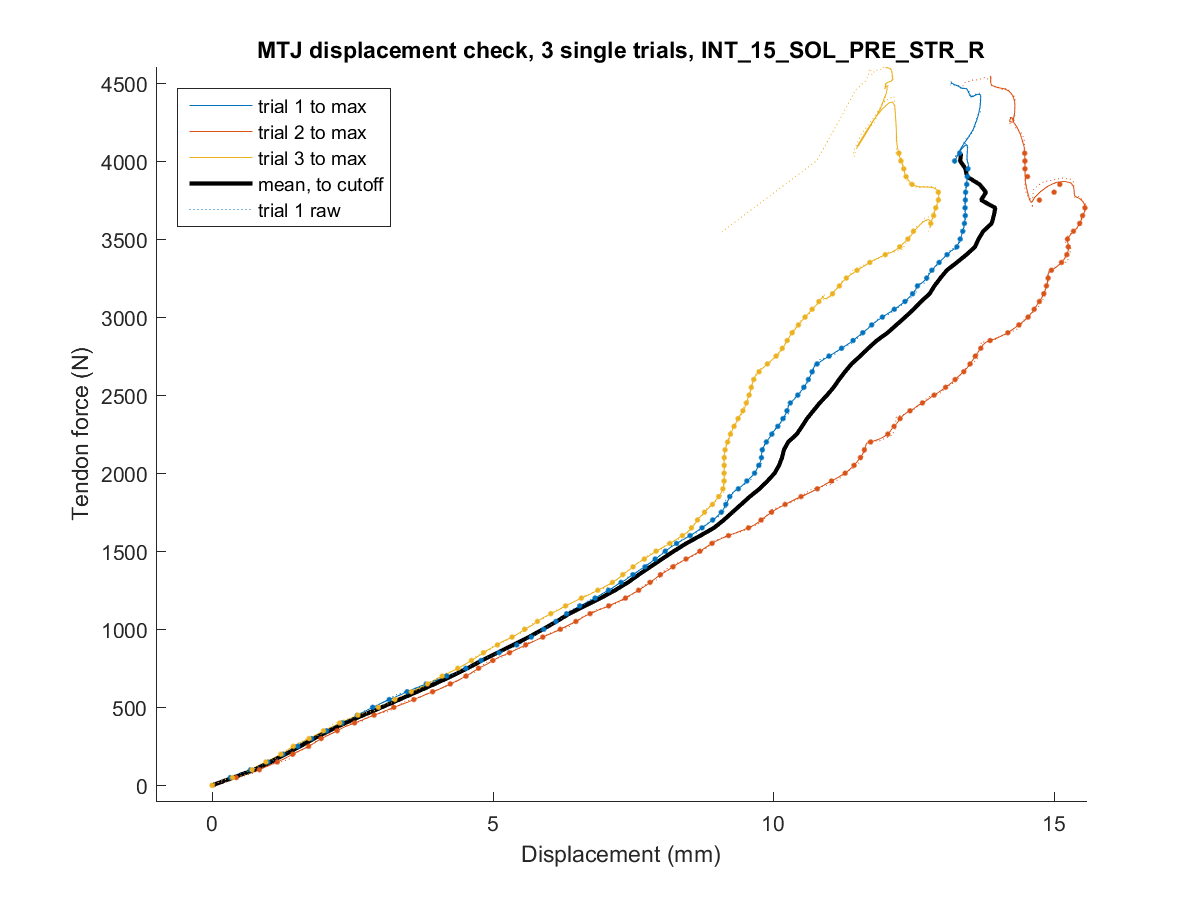 MTJ displacement check, 3 single trials, INT_15_SOL_PRE_STR_R
trial 1 to max
trial 2 to max
trial 3 to max
mean, to cutoff
trial 1 raw
Tendon force (N)
4500
4000
3500
3000
2500
2000
1500
1000
500
0
0 5 10 15
Displacement (mm)